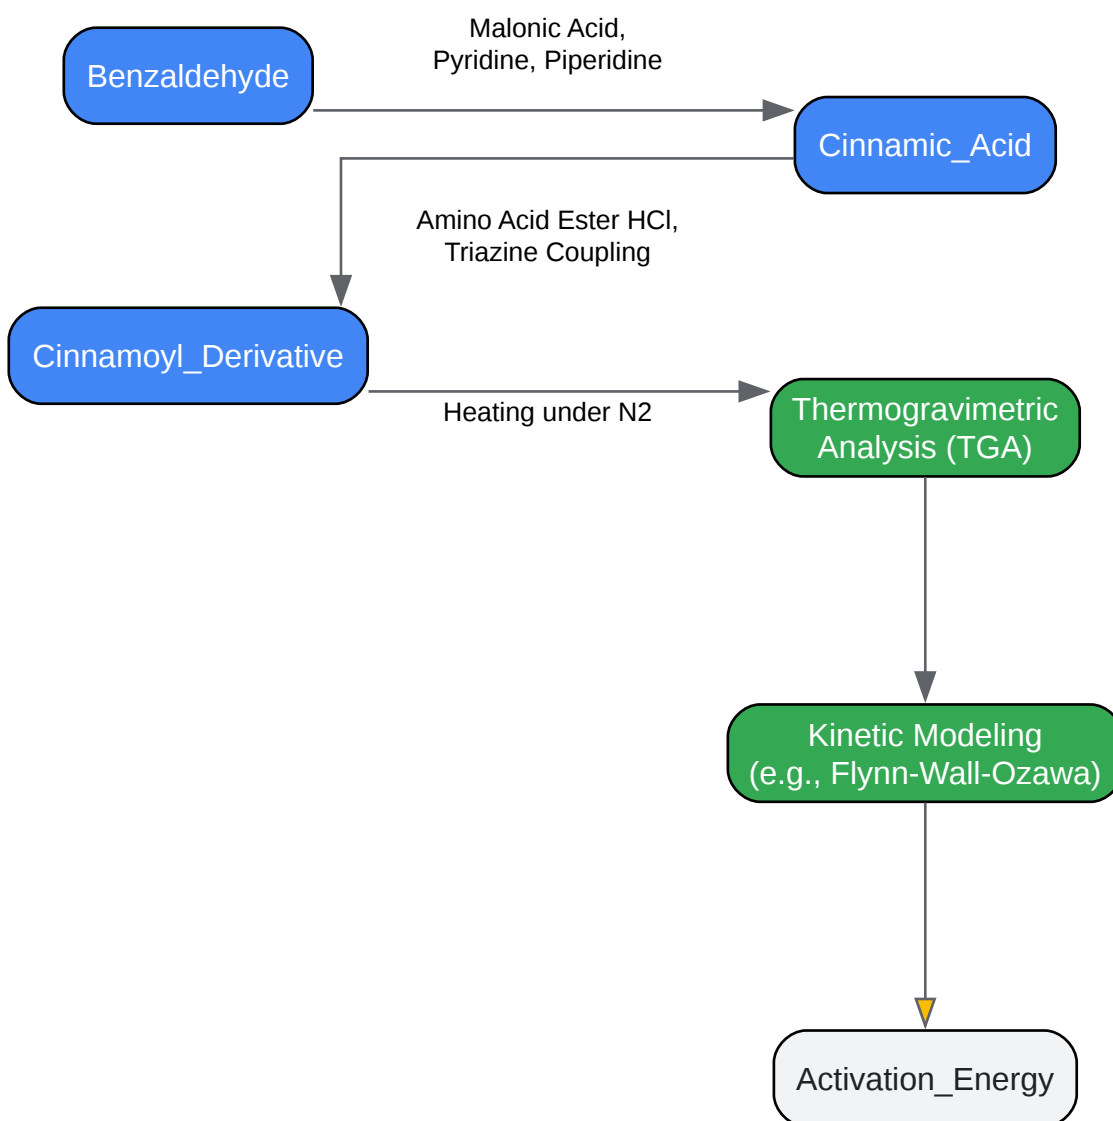 Malonic Acid,
Pyridine, Piperidine
Benzaldehyde
Cinnamic_Acid
Amino Acid Ester HCl,
Triazine Coupling
Cinnamoyl_Derivative
Heating under N2
Thermogravimetric
Analysis (TGA)
Kinetic Modeling
(e.g., Flynn-Wall-Ozawa)
Activation_Energy